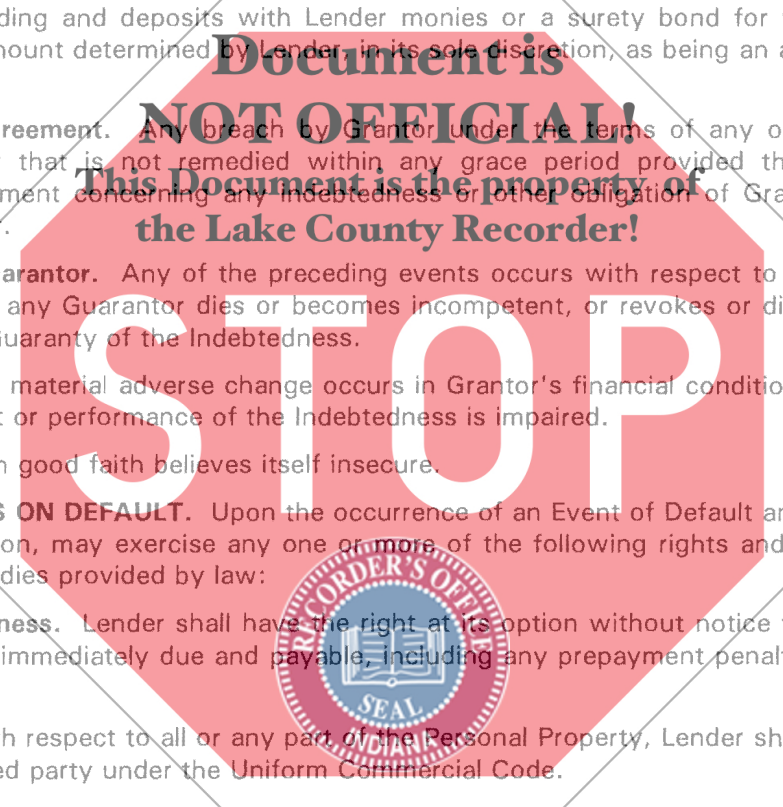 ding and deposits with Lender monies or a surety bond for
mount determined by Lender, in its sole discretion, as being an a
Document is
NOT OFFICIAL!
This Document is the property of
the Lake County Recorder!
reement. Any breach by Grantor under the terms of any o
that is not remedied within any grace period provided th
ment concerning any indebtedness or other obligation of Gra
r.
arantor. Any of the preceding events occurs with respect to
any Guarantor dies or becomes incompetent, or revokes or di
Guaranty of the Indebtedness.
STOP
material adverse change occurs in Grantor's financial conditio
t or performance of the Indebtedness is impaired.
n good faith believes itself insecure.
S ON DEFAULT. Upon the occurrence of an Event of Default an
on, may exercise any one or more of the following rights and
dies provided by law:
RECORDER'S OFFICE
SEAL
INDIANA
ness. Lender shall have the right at its option without notice
immediately due and payable, including any prepayment penal
h respect to all or any part of the Personal Property, Lender sh
ed party under the Uniform Commercial Code.